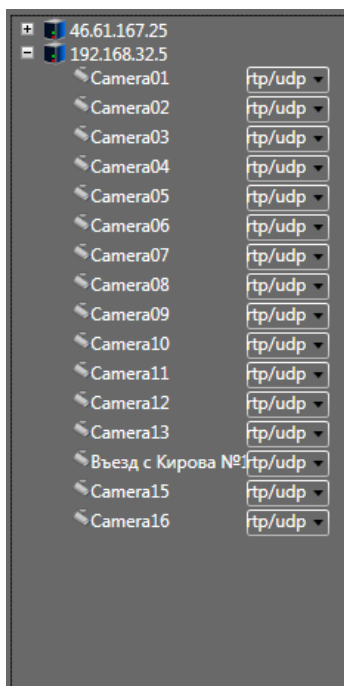 46.61.167.25
192.168.32.5
Camera01 rtp/udp
Camera02 rtp/udp
Camera03 rtp/udp
Camera04 rtp/udp
Camera05 rtp/udp
Camera06 rtp/udp
Camera07 rtp/udp
Camera08 rtp/udp
Camera09 rtp/udp
Camera10 rtp/udp
Camera11 rtp/udp
Camera12 rtp/udp
Camera13 rtp/udp
Въезд с Кирова №1 rtp/udp
Camera15 rtp/udp
Camera16 rtp/udp